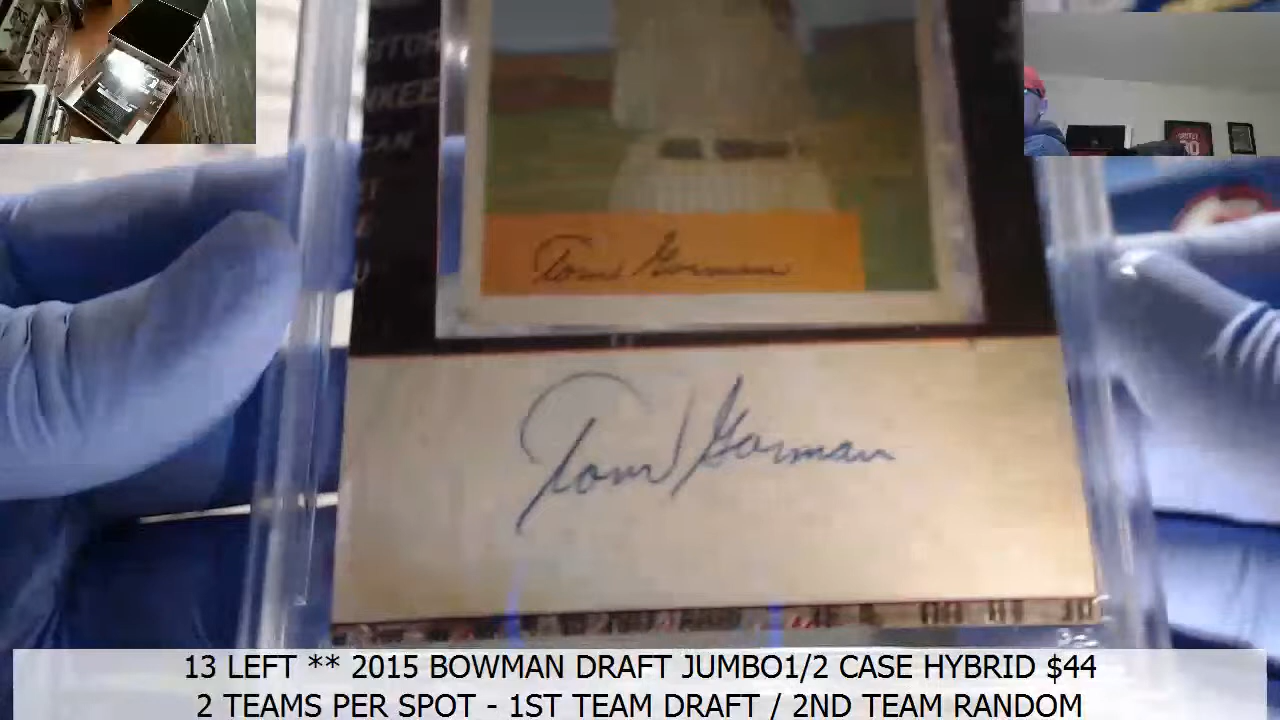 Tom Gorman
Tom Gorman
13 LEFT ** 2015 BOWMAN DRAFT JUMBO1/2 CASE HYBRID $44
2 TEAMS PER SPOT - 1ST TEAM DRAFT / 2ND TEAM RANDOM